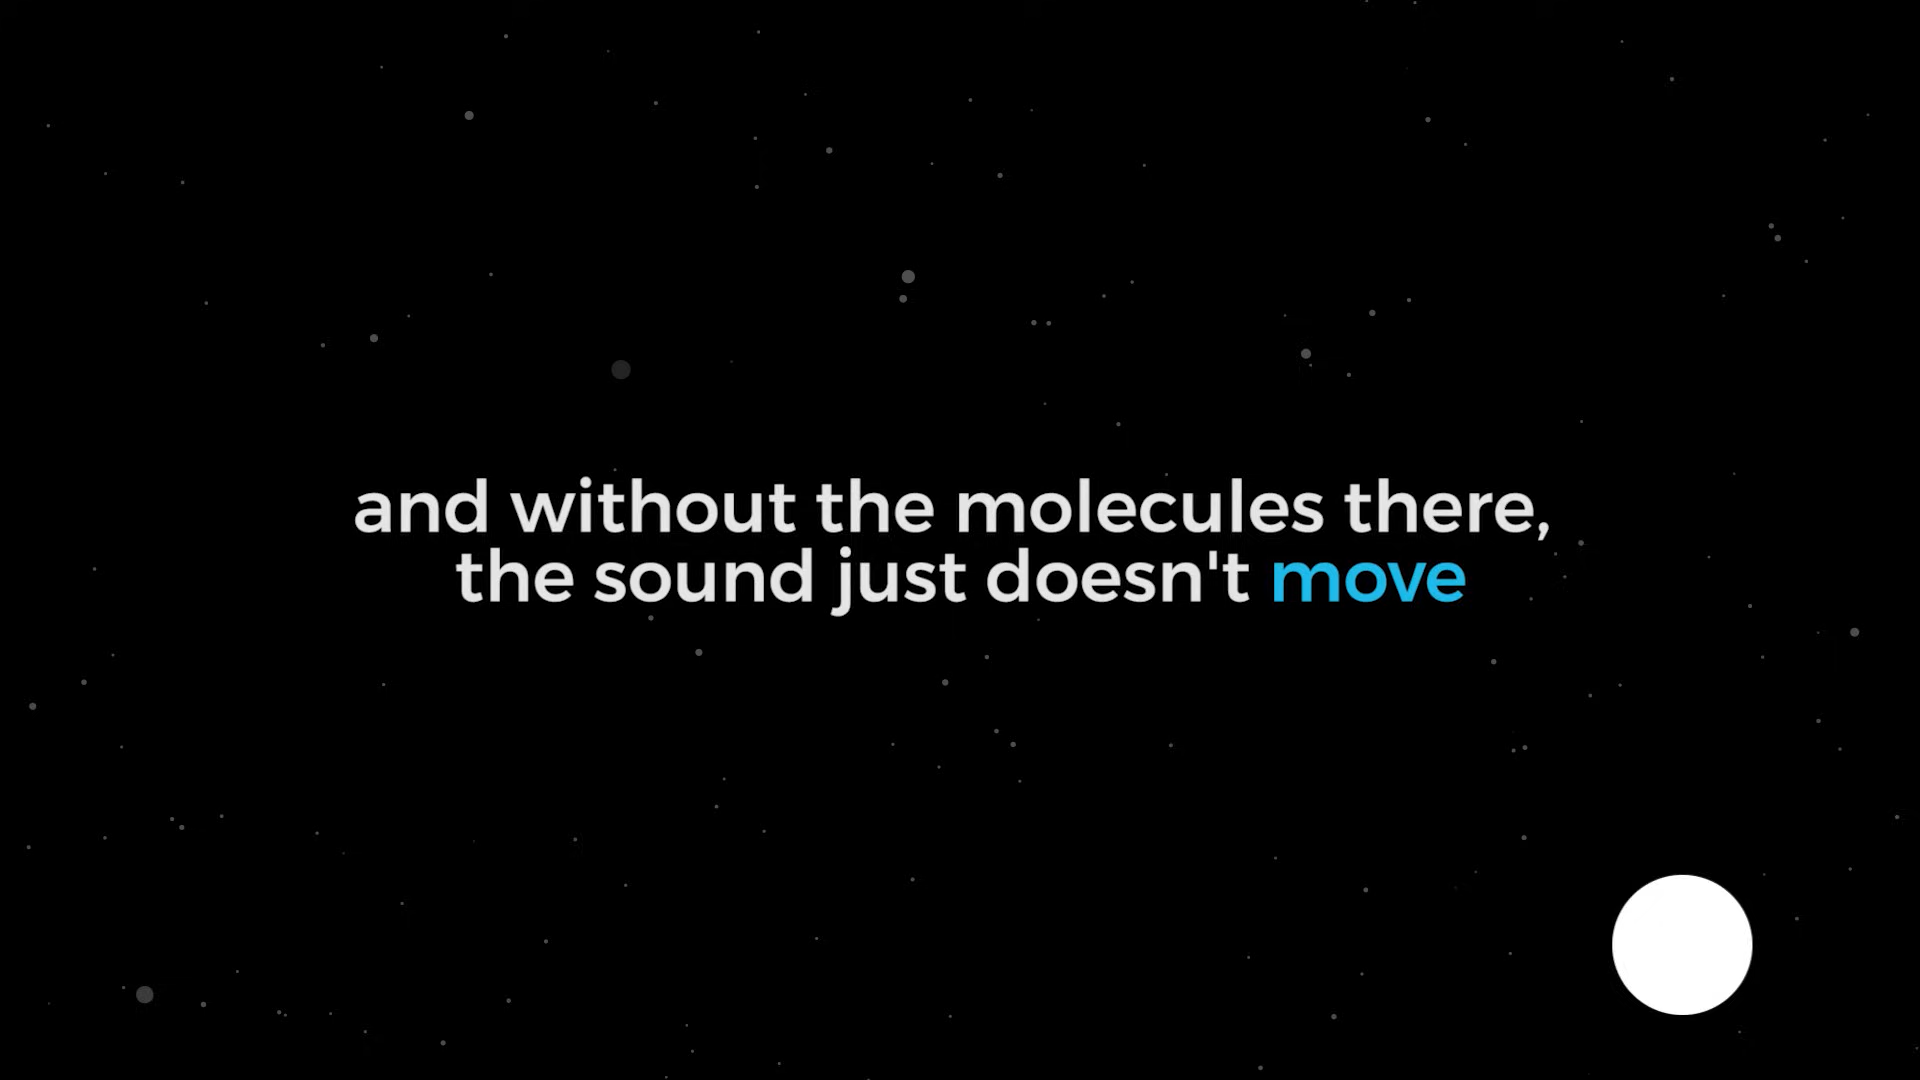 and without the molecules there,
the sound just doesn't move